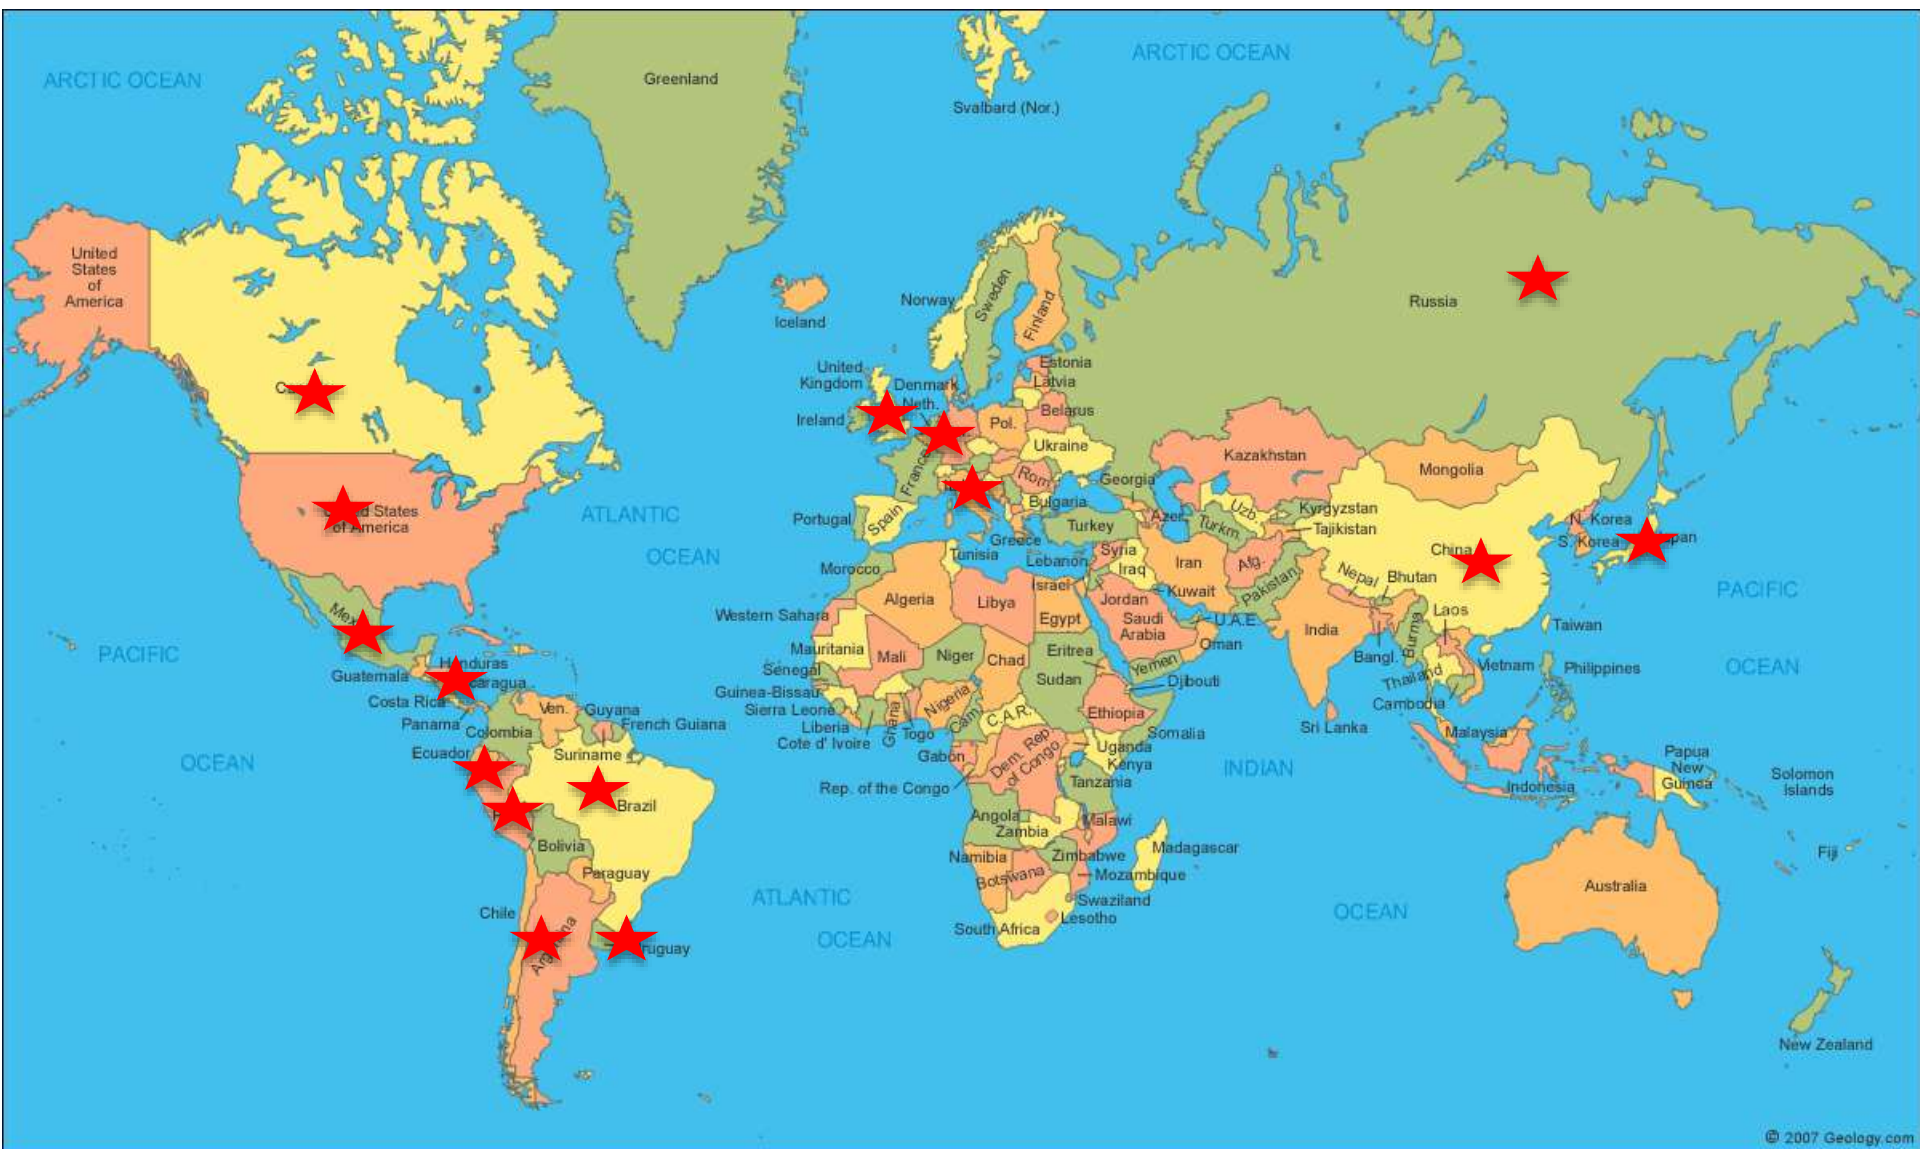 ARCTIC OCEAN
Greenland
ARCTIC OCEAN
Svalbard (Nor.)
United
States
of
America
Norway
Sweden
Finland
Russia
Iceland
Estonia
Latvia
United
Kingdom
Denmark
Neth.
Belarus
Ireland
Pol.
Ukraine
France
Kazakhstan
Mongolia
Rom.
Georgia
Bulgaria
States
of America
ATLANTIC
OCEAN
Portugal
Spain
Turkey
Azer.
Uzb.
Turkm.
Kyrgyzstan
Tajikistan
N. Korea
S. Korea
China
Greece
Tunisia
Lebanon
Syria
Iraq
Iran
Afg.
Pakistan
Nepal
Bhutan
Morocco
Israel
Kuwait
Jordan
Algeria
Libya
Egypt
Saudi
Arabia
U.A.E.
Oman
India
Laos
Burma
Taiwan
PACIFIC
OCEAN
Western Sahara
Mauritania
Mali
Niger
Chad
Eritrea
Yemen
Bangl.
Thailand
Vietnam
Philippines
PACIFIC
OCEAN
Guatemala
Honduras
Costa Rica
Panama
Senegal
Guinea-Bissau
Sierra Leone
Liberia
Cote d' Ivoire
Ghana
Togo
Nigeria
Cam.
C.A.R.
Sudan
Djibouti
Ethiopia
Somalia
Sri Lanka
Cambodia
Malaysia
Ven.
Guyana
French Guiana
Colombia
Suriname
Ecuador
Gabon
Rep. of the Congo
Dem. Rep.
of Congo
Uganda
Kenya
Tanzania
INDIAN
OCEAN
Indonesia
Papua
New
Guinea
Solomon
Islands
Brazil
Bolivia
Paraguay
Chile
Angola
Zambia
Malawi
Namibia
Botswana
Zimbabwe
Mozambique
Madagascar
Swaziland
Lesotho
South Africa
Australia
Fiji
ATLANTIC
OCEAN
New Zealand
© 2007 Geology.com